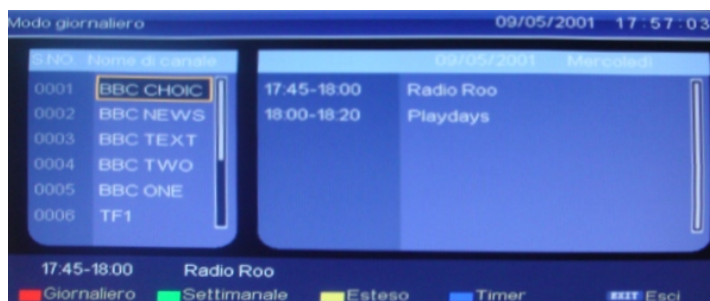 Modo giornaliero 09/05/2001 17:57:03
S.NO. Nome di canale
0001 BBC CHOIC
0002 BBC NEWS
0003 BBC TEXT
0004 BBC TWO
0005 BBC ONE
0006 TF1
09/05/2001 Mercoledi
17:45-18:00 Radio Roo
18:00-18:20 Playdays
17:45-18:00 Radio Roo
Giornaliero Settimanale Esteso Timer EXIT Esci